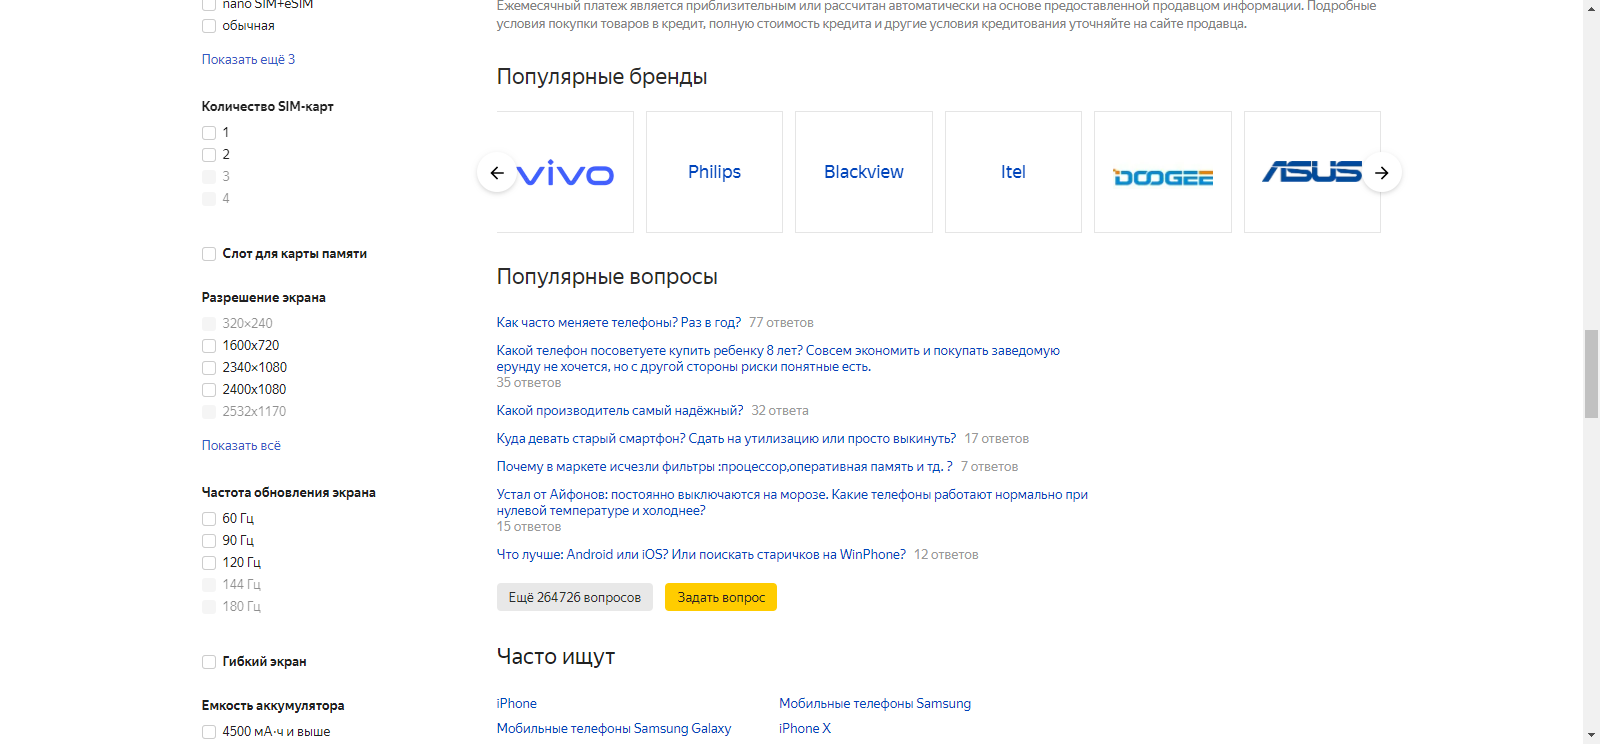 nano SIM+eSIM
обычная
Показать ещё 3
Количество SIM-карт
1
2
3
4
Слот для карты памяти
Разрешение экрана
320×240
1600x720
2340×1080
2400x1080
2532x1170
Показать всё
Частота обновления экрана
60 Гц
90 Гц
120 Гц
144 Гц
180 Гц
Гибкий экран
Емкость аккумулятора
4500 мА⋅ч и выше
Ежемесячный платеж является приблизительным или рассчитан автоматически на основе предоставленной продавцом информации. Подробные
условия покупки товаров в кредит, полную стоимость кредита и другие условия кредитования уточняйте на сайте продавца.
Популярные бренды
vivo
Philips
Blackview
Itel
DOOGEE
ASUS
Популярные вопросы
Как часто меняете телефоны? Раз в год? 77 ответов
Какой телефон посоветуете купить ребенку 8 лет? Совсем экономить и покупать заведомую
ерунду не хочется, но с другой стороны риски понятные есть.
35 ответов
Какой производитель самый надёжный? 32 ответа
Куда девать старый смартфон? Сдать на утилизацию или просто выкинуть? 17 ответов
Почему в маркете исчезли фильтры :процессор,оперативная память и тд. ? 7 ответов
Устал от Айфонов: постоянно выключаются на морозе. Какие телефоны работают нормально при
нулевой температуре и холоднее?
15 ответов
Что лучше: Android или iOS? Или поискать старичков на WinPhone? 12 ответов
Ещё 264726 вопросов
Задать вопрос
Часто ищут
iPhone
Мобильные телефоны Samsung
Мобильные телефоны Samsung Galaxy
iPhone X